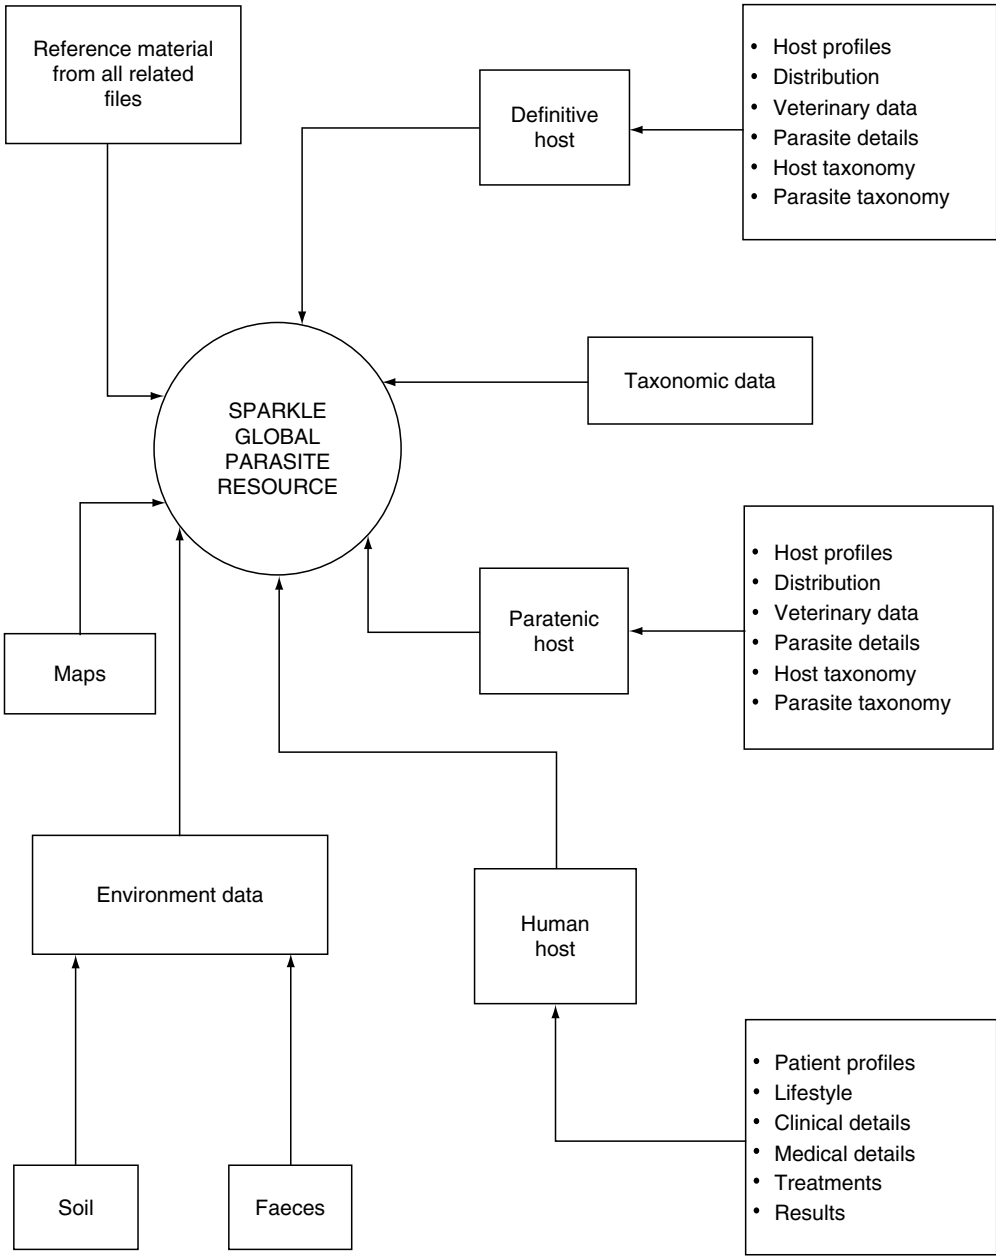 Reference material
from all related
files
Definitive
host
• Host profiles
• Distribution
• Veterinary data
• Parasite details
• Host taxonomy
• Parasite taxonomy
SPARKLE
GLOBAL
PARASITE
RESOURCE
Taxonomic data
Paratenic
host
• Host profiles
• Distribution
• Veterinary data
• Parasite details
• Host taxonomy
• Parasite taxonomy
Maps
Environment data
Human
host
• Patient profiles
• Lifestyle
• Clinical details
• Medical details
• Treatments
• Results
Soil
Faeces